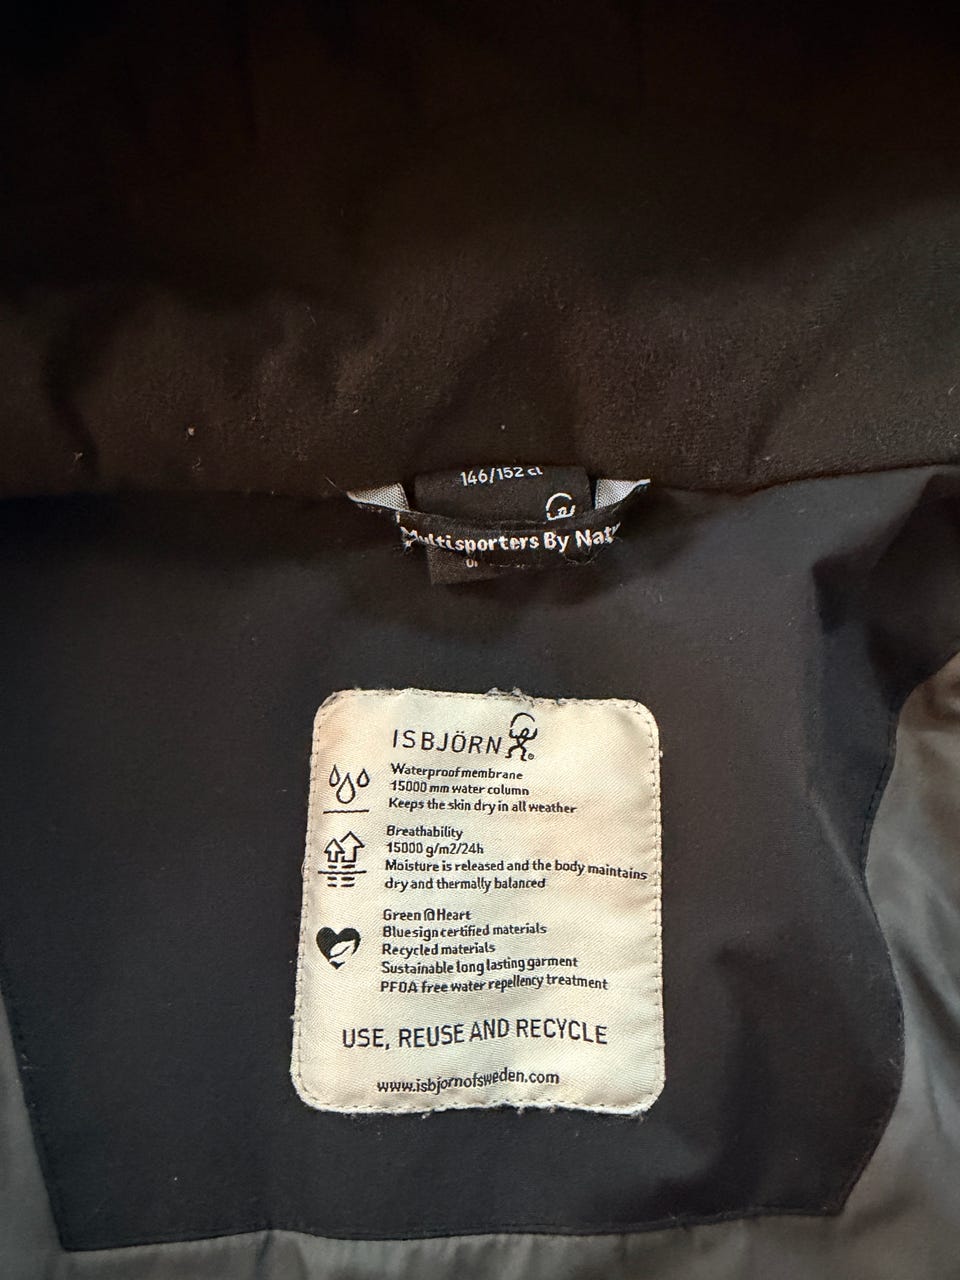 146/152 cl
Multisporters By Nat
ISBJÖRN
Waterproof membrane
15000 mm water column
Keeps the skin dry in all weather
Breathability
15000 g/m2/24h
Moisture is released and the body maintains
dry and thermally balanced
Green @ Heart
Bluesign certified materials
Recycled materials
Sustainable long lasting garment
PFOA free water repellency treatment
USE, REUSE AND RECYCLE
www.isbjornofsweden.com